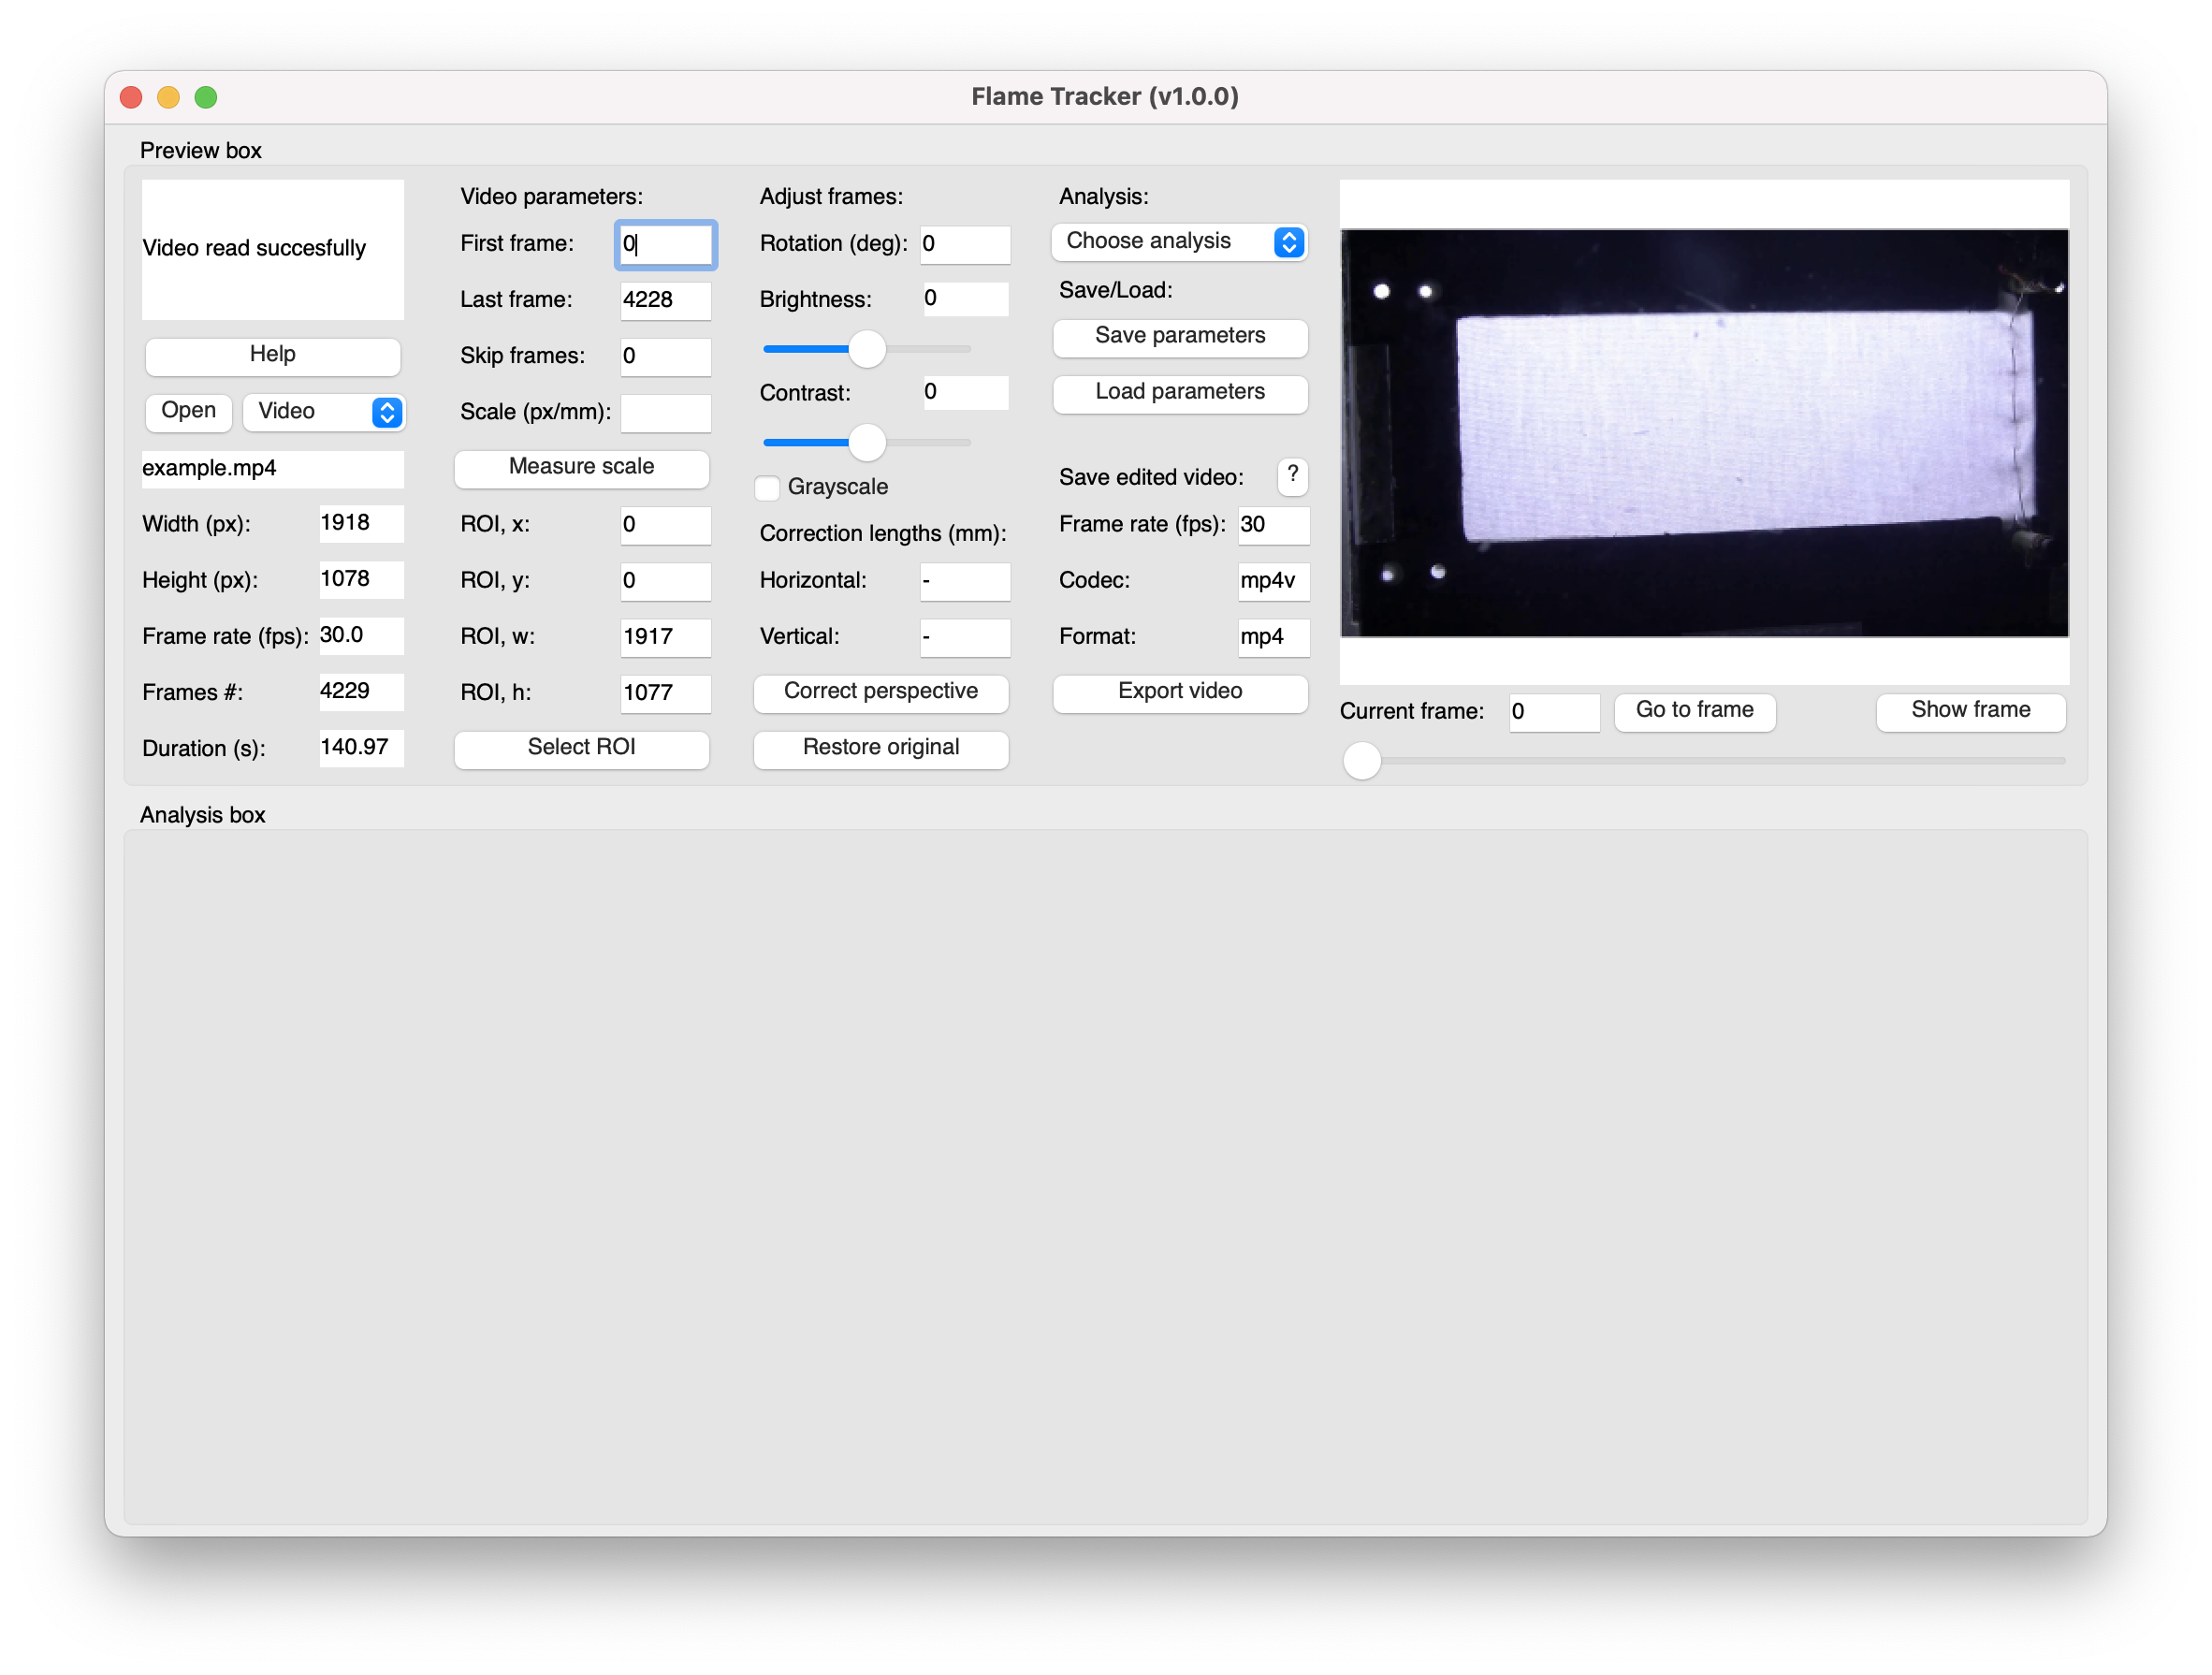 Flame Tracker (v1.0.0)
Preview box
Video read succesfully
Help
Open
Video
example.mp4
Width (px): 1918
Height (px): 1078
Frame rate (fps): 30.0
Frames #: 4229
Duration (s): 140.97
Video parameters:
First frame: 0
Last frame: 4228
Skip frames: 0
Scale (px/mm):
Measure scale
ROI, x: 0
ROI, y: 0
ROI, w: 1917
ROI, h: 1077
Select ROI
Adjust frames:
Rotation (deg): 0
Brightness: 0
Contrast: 0
Grayscale
Correction lengths (mm):
Horizontal: -
Vertical: -
Correct perspective
Restore original
Analysis:
Choose analysis
Save/Load:
Save parameters
Load parameters
Save edited video: ?
Frame rate (fps): 30
Codec: mp4v
Format: mp4
Export video
Current frame: 0
Go to frame
Show frame
Analysis box